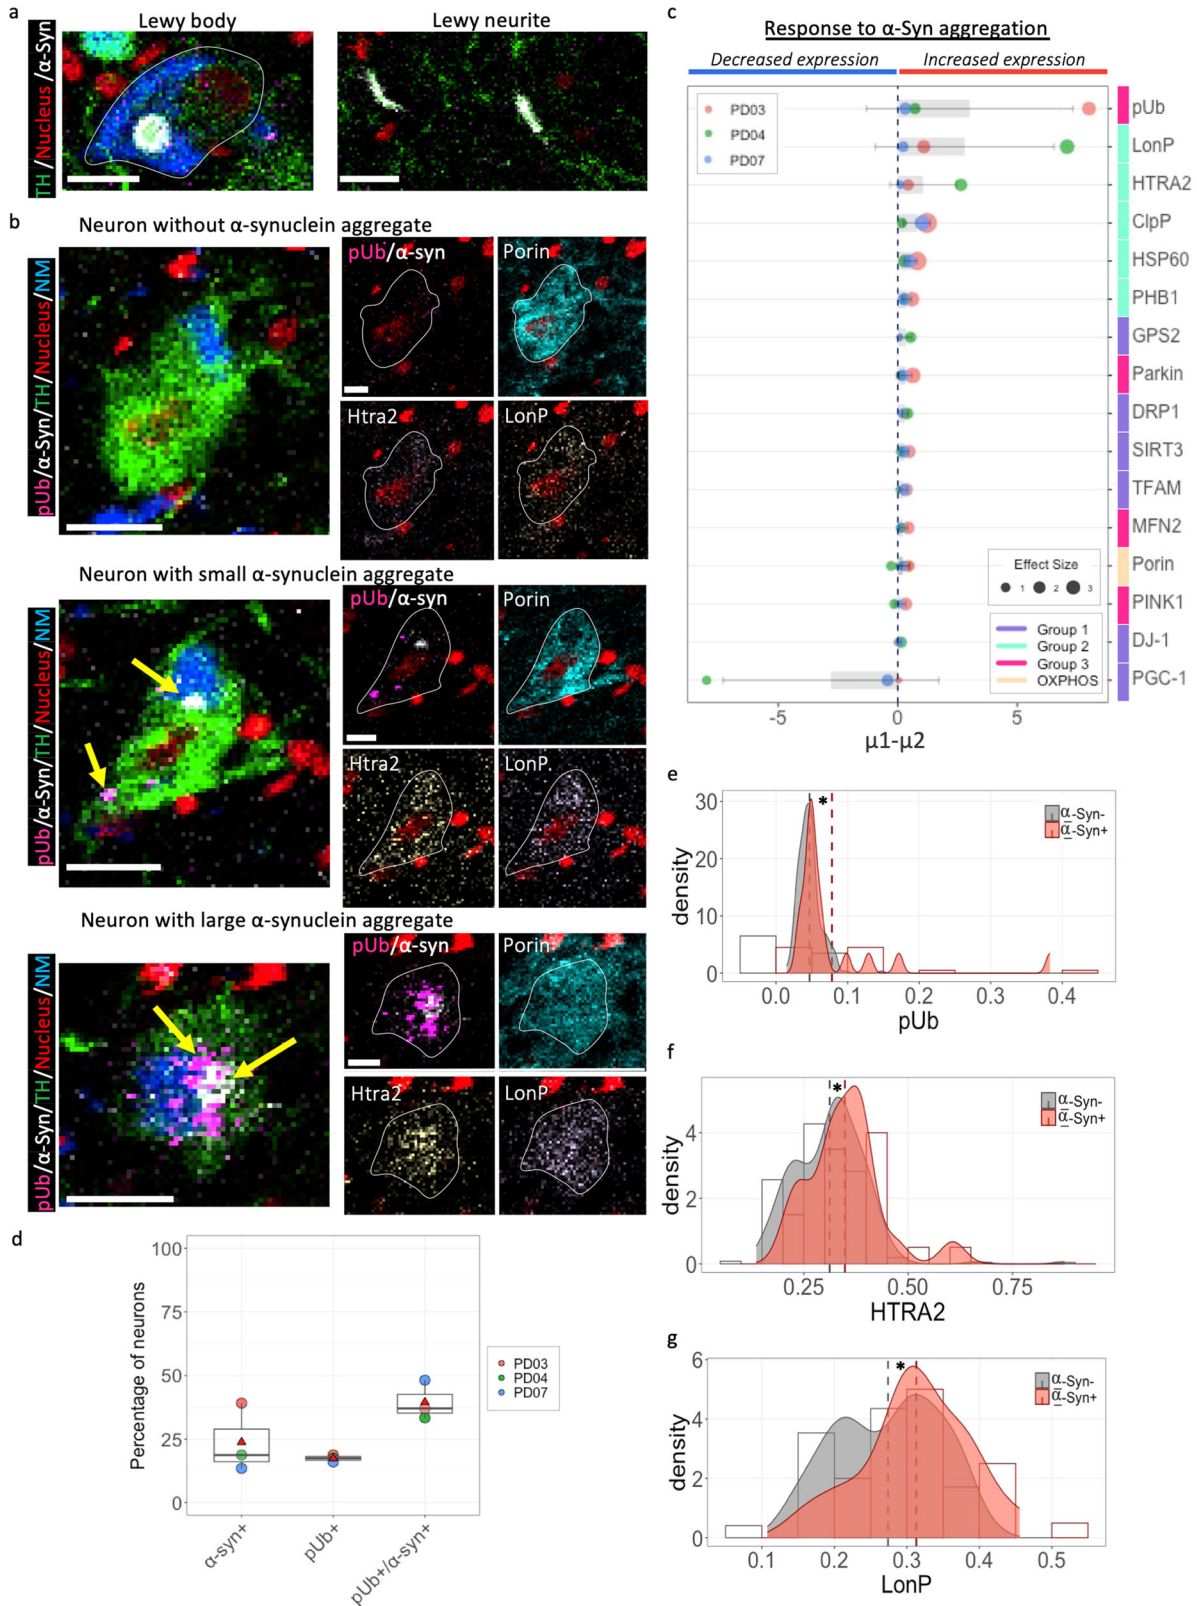 a
Lewy body
Lewy neurite
TH/Nucleus/α-Syn
b
Neuron without α-synuclein aggregate
pUb/α-Syn/TH/Nucleus/NM
pUb/α-syn
Porin
Htra2
LonP
Neuron with small α-synuclein aggregate
pUb/α-Syn/TH/Nucleus/NM
pUb/α-syn
Porin
Htra2
LonP
Neuron with large α-synuclein aggregate
pUb/α-Syn/TH/Nucleus/NM
pUb/α-syn
Porin
Htra2
LonP
c
Response to α-Syn aggregation
Decreased expression
Increased expression
PD03
PD04
PD07
pUb
LonP
HTRA2
ClpP
HSP60
PHB1
GPS2
Parkin
DRP1
SIRT3
TFAM
MFN2
Porin
PINK1
DJ-1
PGC-1
Effect Size
1 2 3
Group 1
Group 2
Group 3
OXPHOS
-5 0 5
μ1-μ2
d
Percentage of neurons
100
75
50
25
0
α-syn+
pUb+
pUb+/α-syn+
PD03
PD04
PD07
e
*
α-Syn-
α-Syn+
density
30
20
10
0
0.0 0.1 0.2 0.3 0.4
pUb
f
*
α-Syn-
α-Syn+
density
4
2
0
0.25 0.50 0.75
HTRA2
g
*
α-Syn-
α-Syn+
density
6
4
2
0
0.1 0.2 0.3 0.4 0.5
LonP